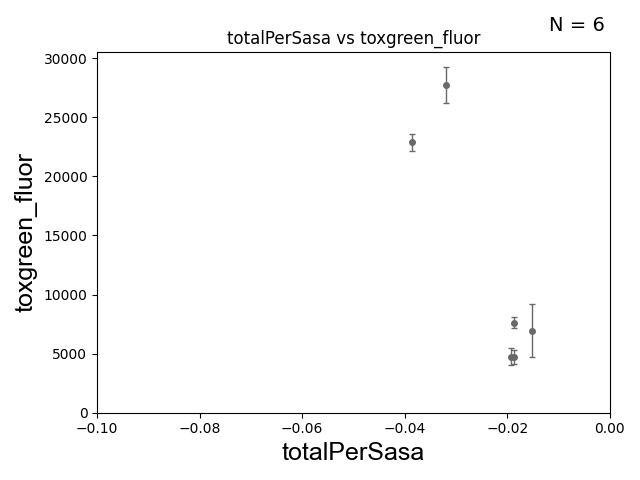 N = 6
totalPerSasa vs toxgreen_fluor
30000
25000
20000
15000
10000
5000
0
toxgreen_fluor
−0.10 −0.08 −0.06 −0.04 −0.02 0.00
totalPerSasa